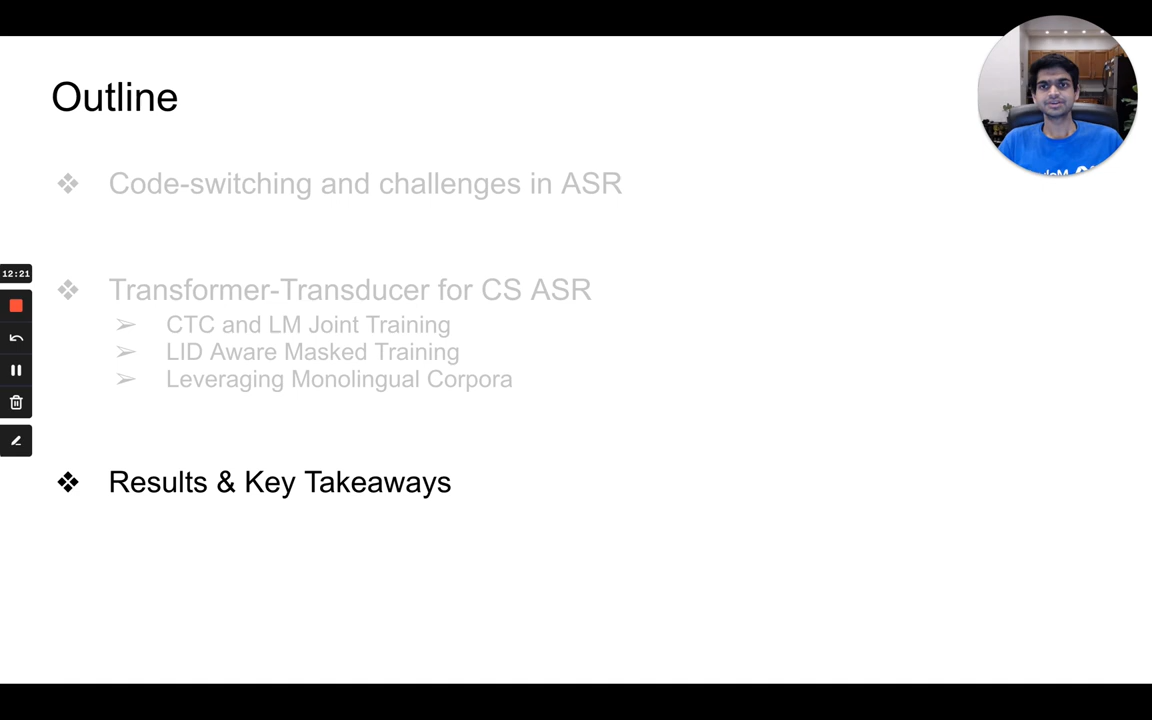 Outline
Code-switching and challenges in ASR
12:21
Transformer-Transducer for CS ASR
CTC and LM Joint Training
LID Aware Masked Training
Leveraging Monolingual Corpora
Results & Key Takeaways